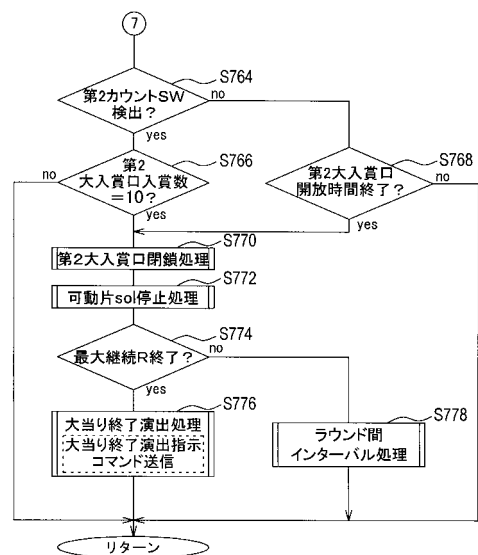 7
S764
第2カウントSW
検出？
no
yes
S766
第2
大入賞口入賞数
＝10？
no
yes
S768
第2大入賞口
開放時間終了？
no
yes
S770
第2大入賞口閉鎖処理
S772
可動片sol停止処理
S774
最大継続R終了？
no
yes
S776
大当り終了演出処理
大当り終了演出指示
コマンド送信
S778
ラウンド間
インターバル処理
リターン